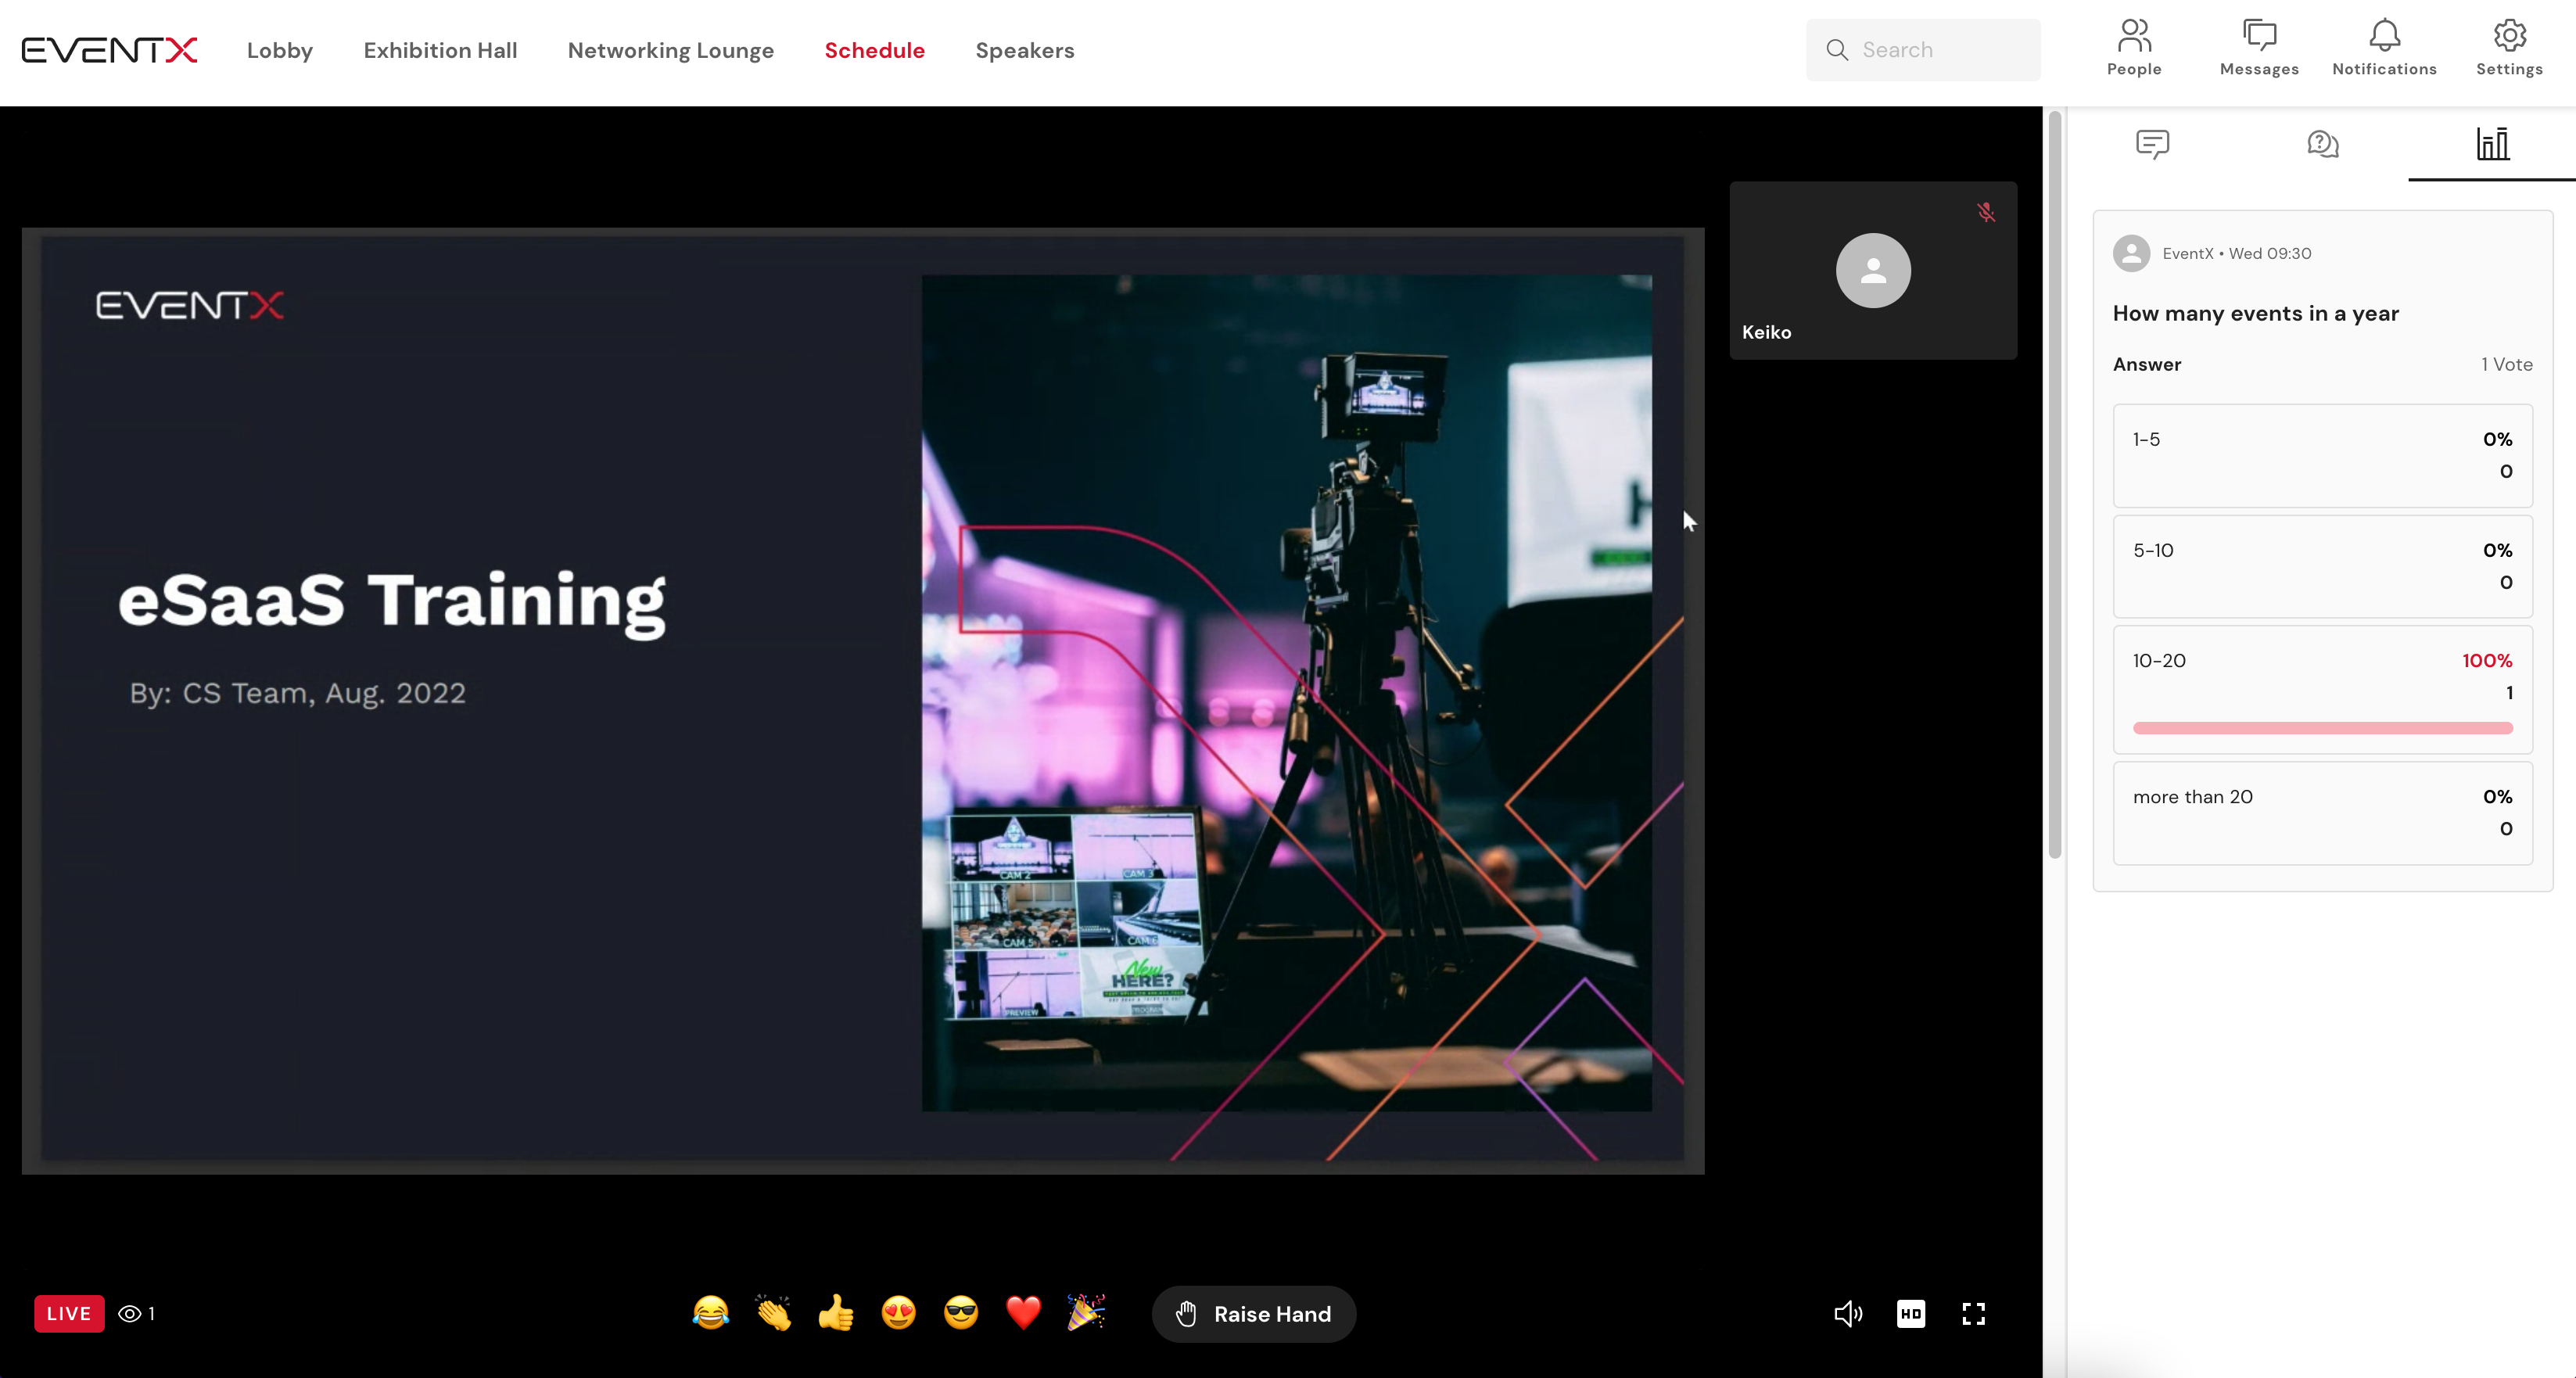 EVENTX
Lobby
Exhibition Hall
Networking Lounge
Schedule
Speakers
Search
People
Messages
Notifications
Settings
EVENTX
eSaaS Training
By: CS Team, Aug. 2022
CAM 2
CAM 3
CAM 5
CAM 6
PREVIEW
New
HERE?
PROGRAM
H
Keiko
EventX • Wed 09:30
How many events in a year
Answer
1 Vote
1-5
0%
0
5-10
0%
0
10-20
100%
1
more than 20
0%
0
LIVE
1
Raise Hand
HD